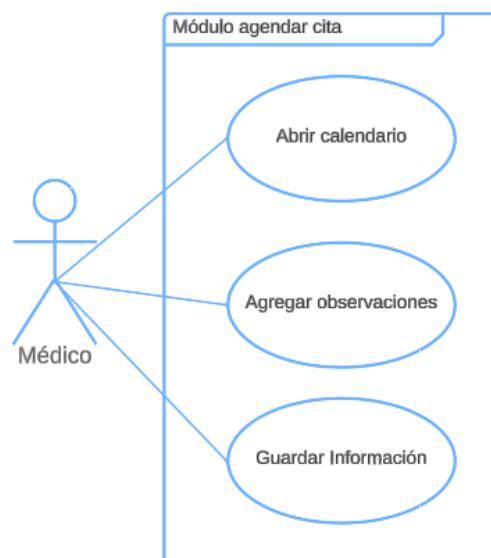 Módulo agendar cita
Abrir calendario
Agregar observaciones
Médico
Guardar Información